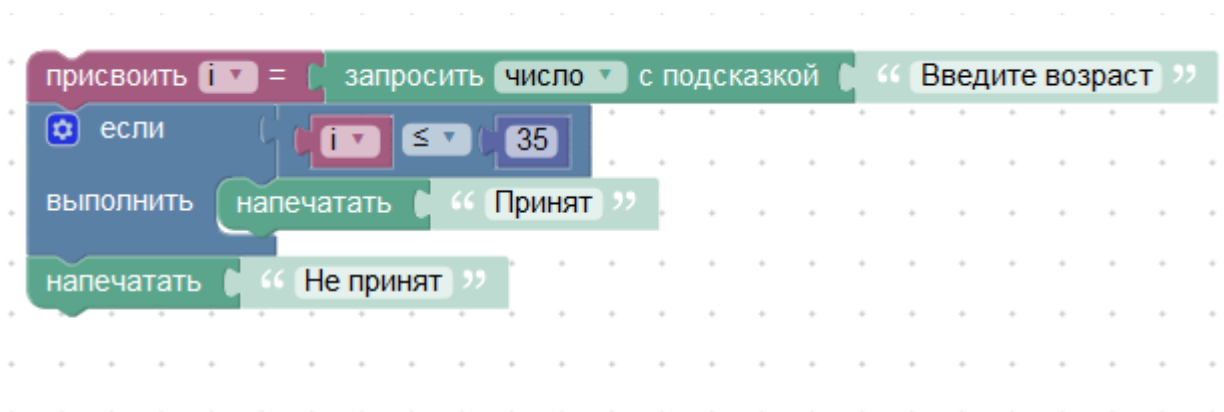 присвоить i = запросить число с подсказкой “ Введите возраст ”
если i ≤ 35
выполнить напечатать “ Принят ”
напечатать “ Не принят ”